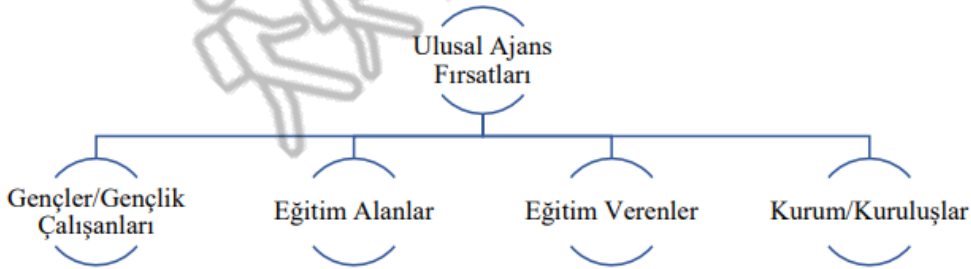 Ulusal Ajans
Fırsatları
Gençler/Gençlik
Çalışanları
Eğitim Alanlar
Eğitim Verenler
Kurum/Kuruluşlar